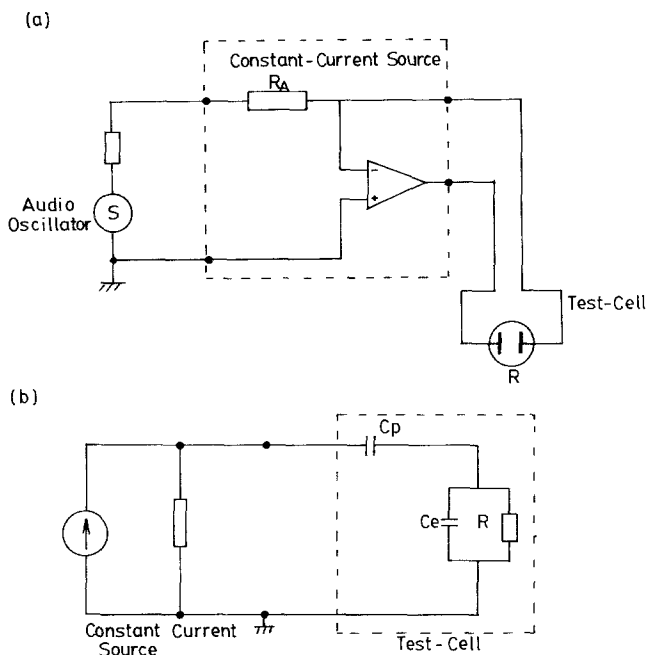 (a)
Constant-Current Source
RA
-
+
Audio
Oscillator
S
Test-Cell
R
(b)
Cp
Ce R
Constant Current
Source
Test-Cell